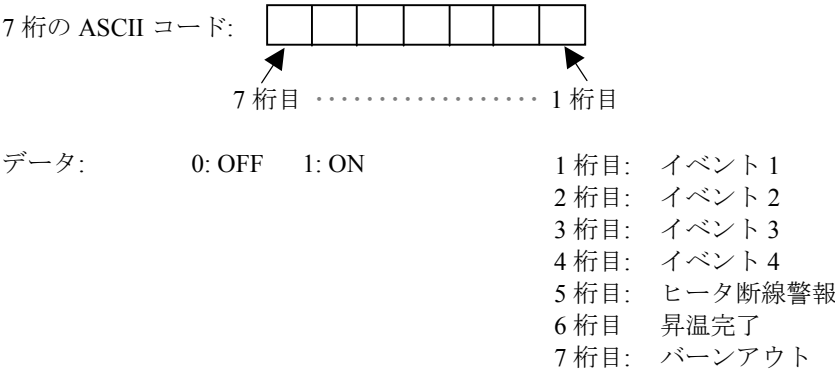 7 桁の ASCII コード:
7 桁目 ・・・・・・・・・・・・・・・・・・ 1 桁目
データ: 0: OFF 1: ON 1 桁目: イベント 1
2 桁目: イベント 2
3 桁目: イベント 3
4 桁目: イベント 4
5 桁目: ヒータ断線警報
6 桁目 昇温完了
7 桁目: バーンアウト